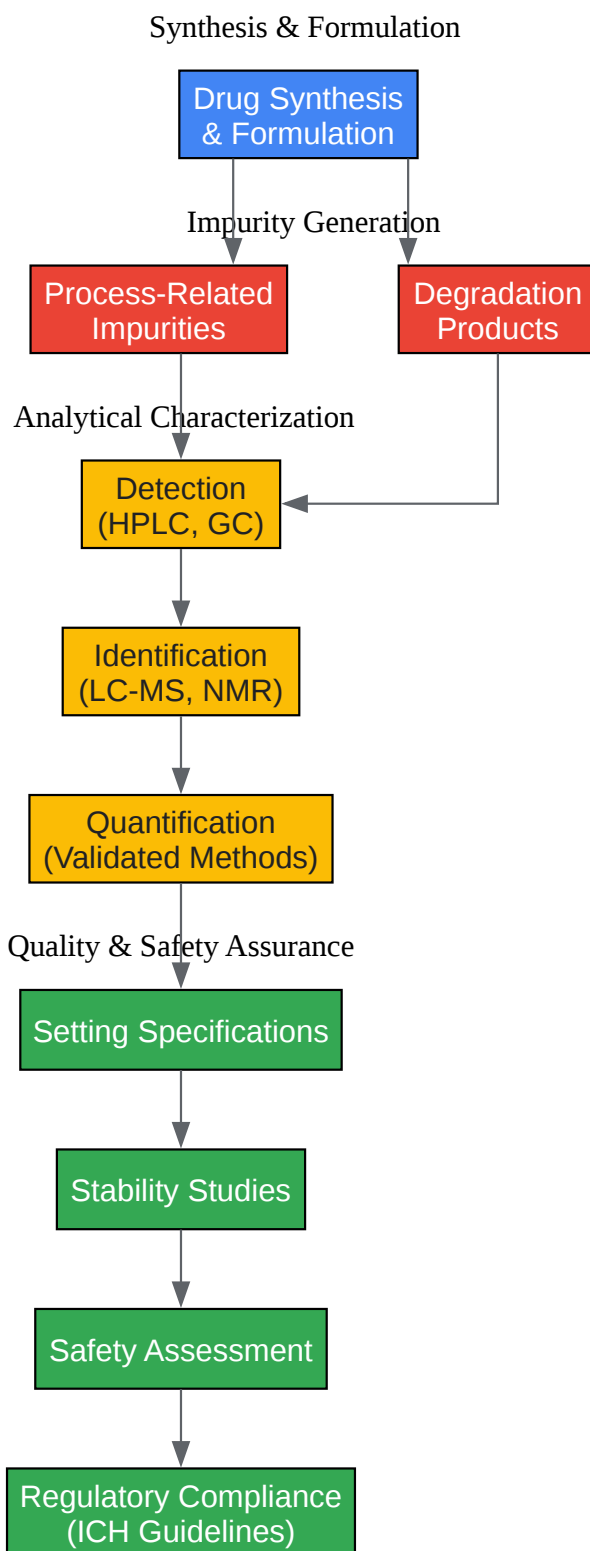 Synthesis & Formulation
Drug Synthesis
& Formulation
Impurity Generation
Process-Related
Impurities
Degradation
Products
Analytical Characterization
Detection
(HPLC, GC)
Identification
(LC-MS, NMR)
Quantification
(Validated Methods)
Quality & Safety Assurance
Setting Specifications
Stability Studies
Safety Assessment
Regulatory Compliance
(ICH Guidelines)